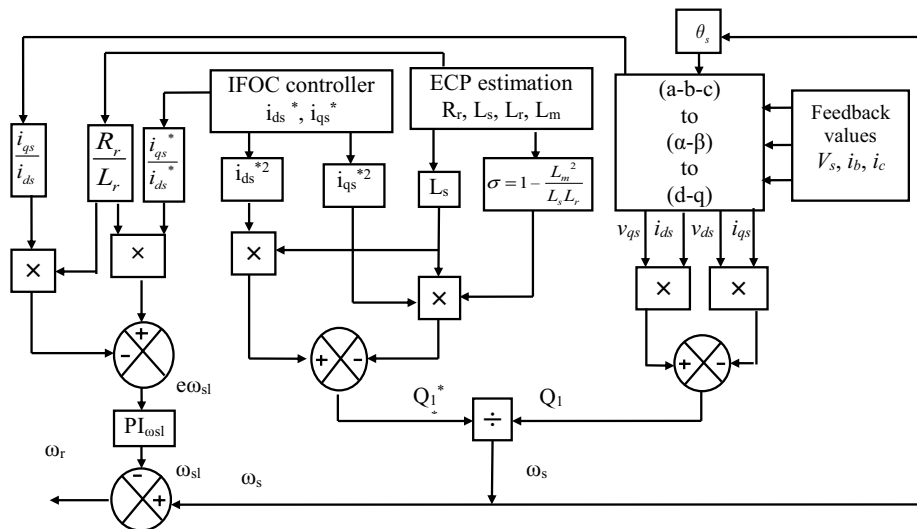 θs
IFOC controller
ids*, iqs*
ECP estimation
Rr, Ls, Lr, Lm
(a-b-c)
to
(α-β)
to
(d-q)
Feedback
values
Vs, ib, ic
iqs
ids
Rr
Lr
iqs*
ids*
ids*2
iqs*2
Ls
σ = 1 − Lm² / LsLr
vqs ids vds iqs
×
×
×
×
×
×
+
-
+
-
+
-
eωsl
Q1*
÷
Q1
PIωsl
ωr
ωsl
ωs
ωs
-
+